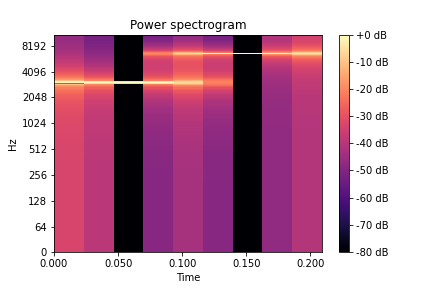 Power spectrogram
8192
4096
2048
1024
512
256
128
64
0
Hz
0.000 0.050 0.100 0.150 0.200
Time
+0 dB
-10 dB
-20 dB
-30 dB
-40 dB
-50 dB
-60 dB
-70 dB
-80 dB